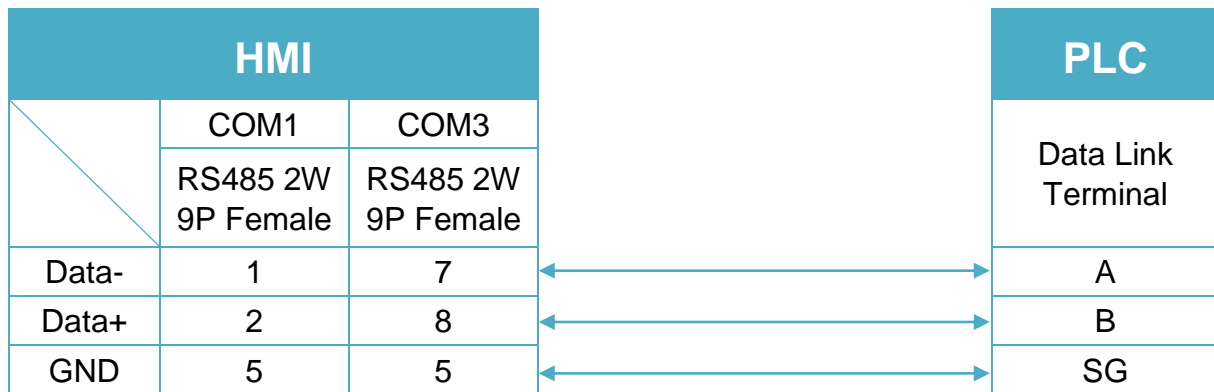 HMI PLC
COM1 COM3
Data Link
Terminal
RS485 2W RS485 2W
9P Female 9P Female
Data- 1 7 A
Data+ 2 8 B
GND 5 5 SG